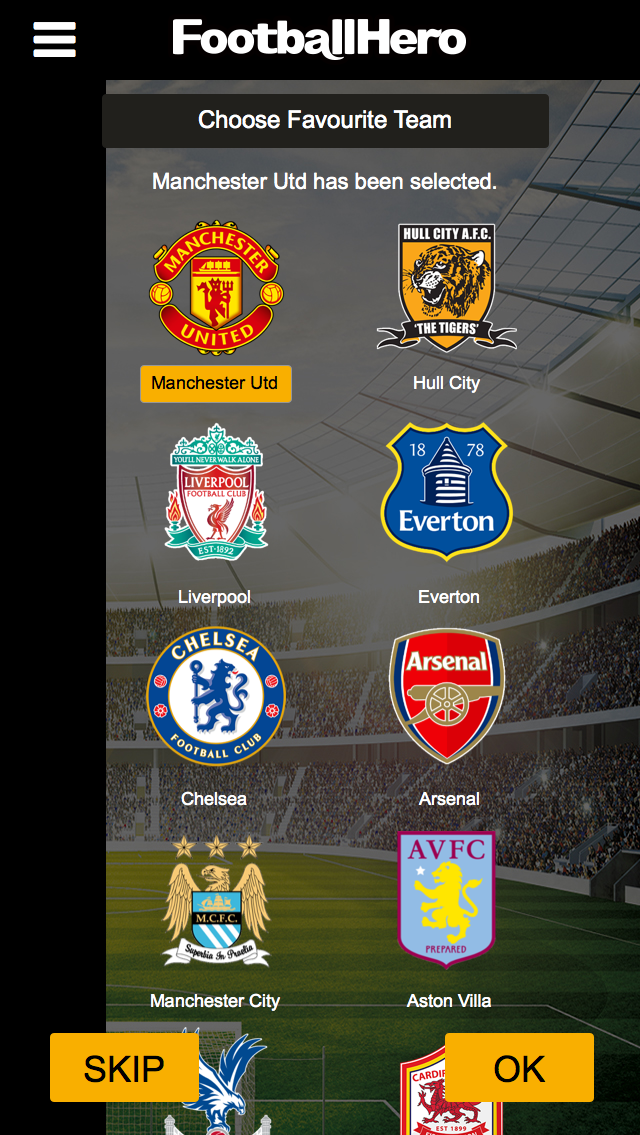 FootballHero
Choose Favourite Team
Manchester Utd has been selected.
MANCHESTER
UNITED
HULL CITY A.F.C.
'THE TIGERS'
Manchester Utd
Hull City
YOU'LL NEVER WALK ALONE
LIVERPOOL
FOOTBALL CLUB
EST·1892
18 78
Everton
Liverpool
Everton
CHELSEA
FOOTBALL CLUB
Arsenal
Chelsea
Arsenal
M.C.F.C.
Superbia In Proelia
AVFC
PREPARED
Manchester City
Aston Villa
SKIP
OK
EST 1899